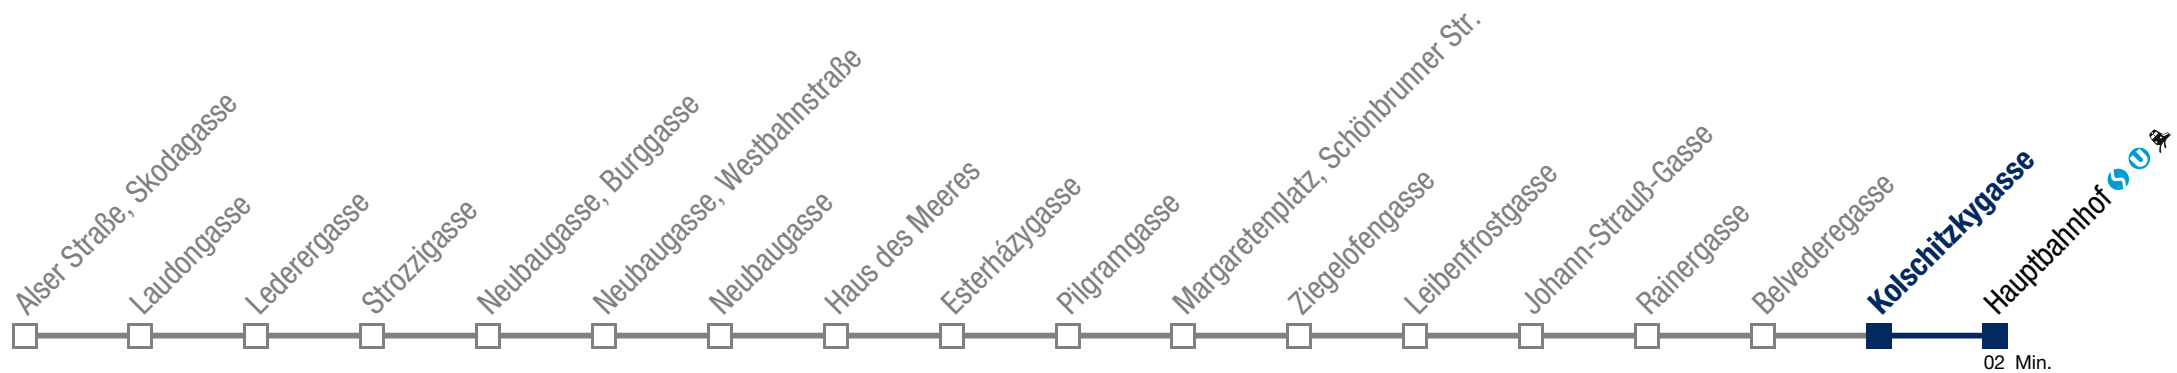 Alser Straße, Skodagasse
Laudongasse
Lederergasse
Strozzigasse
Neubaugasse, Burggasse
Neubaugasse, Westbahnstraße
Neubaugasse
Haus des Meeres
Esterházygasse
Pilgramgasse
Margaretenplatz, Schönbrunner Str.
Ziegelofengasse
Leibenfrostgasse
Johann-Strauß-Gasse
Rainergasse
Belvederegasse
Kolschitzkygasse
Hauptbahnhof S U
02 Min.